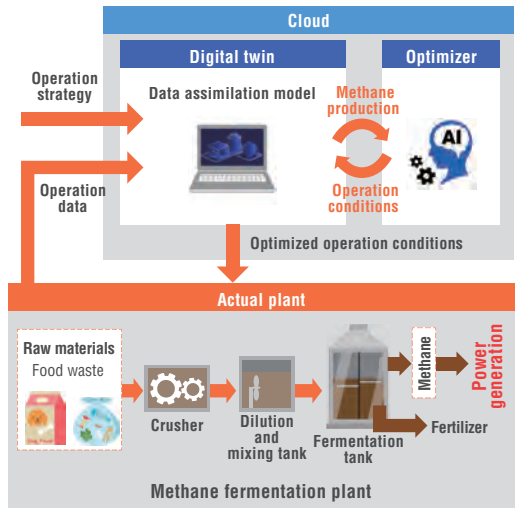 Cloud
Digital twin
Optimizer
Operation
strategy
Data assimilation model
Methane
production
AI
Operation
data
Operation
conditions
Optimized operation conditions
Actual plant
Raw materials
Food waste
Crusher
Dilution
and
mixing tank
Fermentation
tank
Methane
Power
generation
Fertilizer
Methane fermentation plant